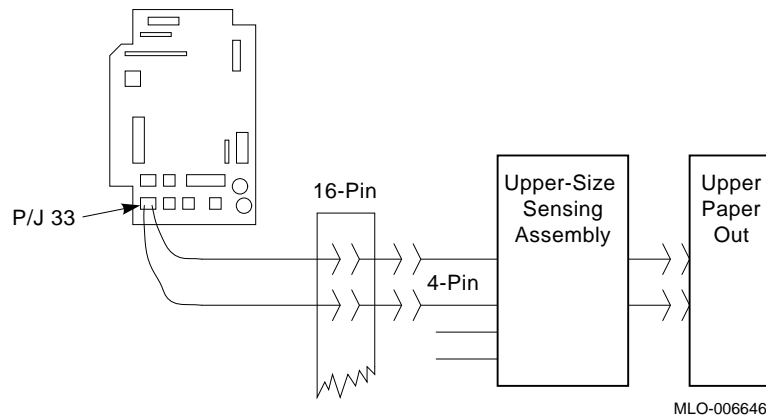 P/J 33
16-Pin
4-Pin
Upper-Size
Sensing
Assembly
Upper
Paper
Out
MLO-006646